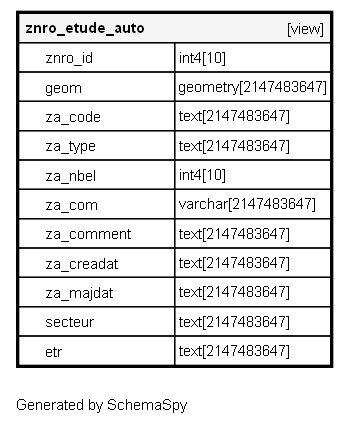 znro_etude_auto [view]
znro_id int4[10]
geom geometry[2147483647]
za_code text[2147483647]
za_type text[2147483647]
za_nbel int4[10]
za_com varchar[2147483647]
za_comment text[2147483647]
za_creadat text[2147483647]
za_majdat text[2147483647]
secteur text[2147483647]
etr text[2147483647]
Generated by SchemaSpy